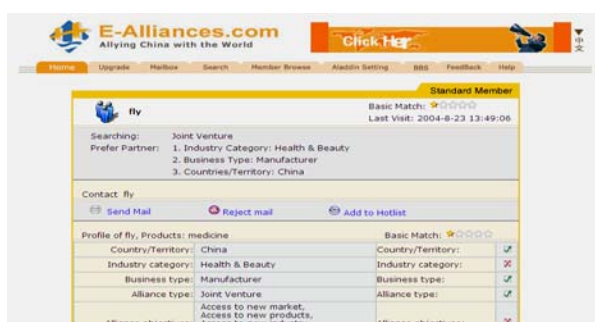 E-Alliances.com
Allying China with the World
Click Her
中
文
Home Upgrade Mailbox Search Member Browse Aladdin Setting BBS FeedBack Help
Standard Member
fly
Basic Match:
Last Visit: 2004-8-23 13:49:06
Searching: Joint Venture
Prefer Partner: 1. Industry Category: Health & Beauty
2. Business Type: Manufacturer
3. Countries/Territory: China
Contact fly
Send Mail Reject mail Add to Hotlist
Profile of fly, Products: medicine Basic Match:
Country/Territory: China Country/Territory:
Industry category: Health & Beauty Industry category:
Business type: Manufacturer Business type:
Alliance type: Joint Venture Alliance type:
Access to new market,
Access to new products,